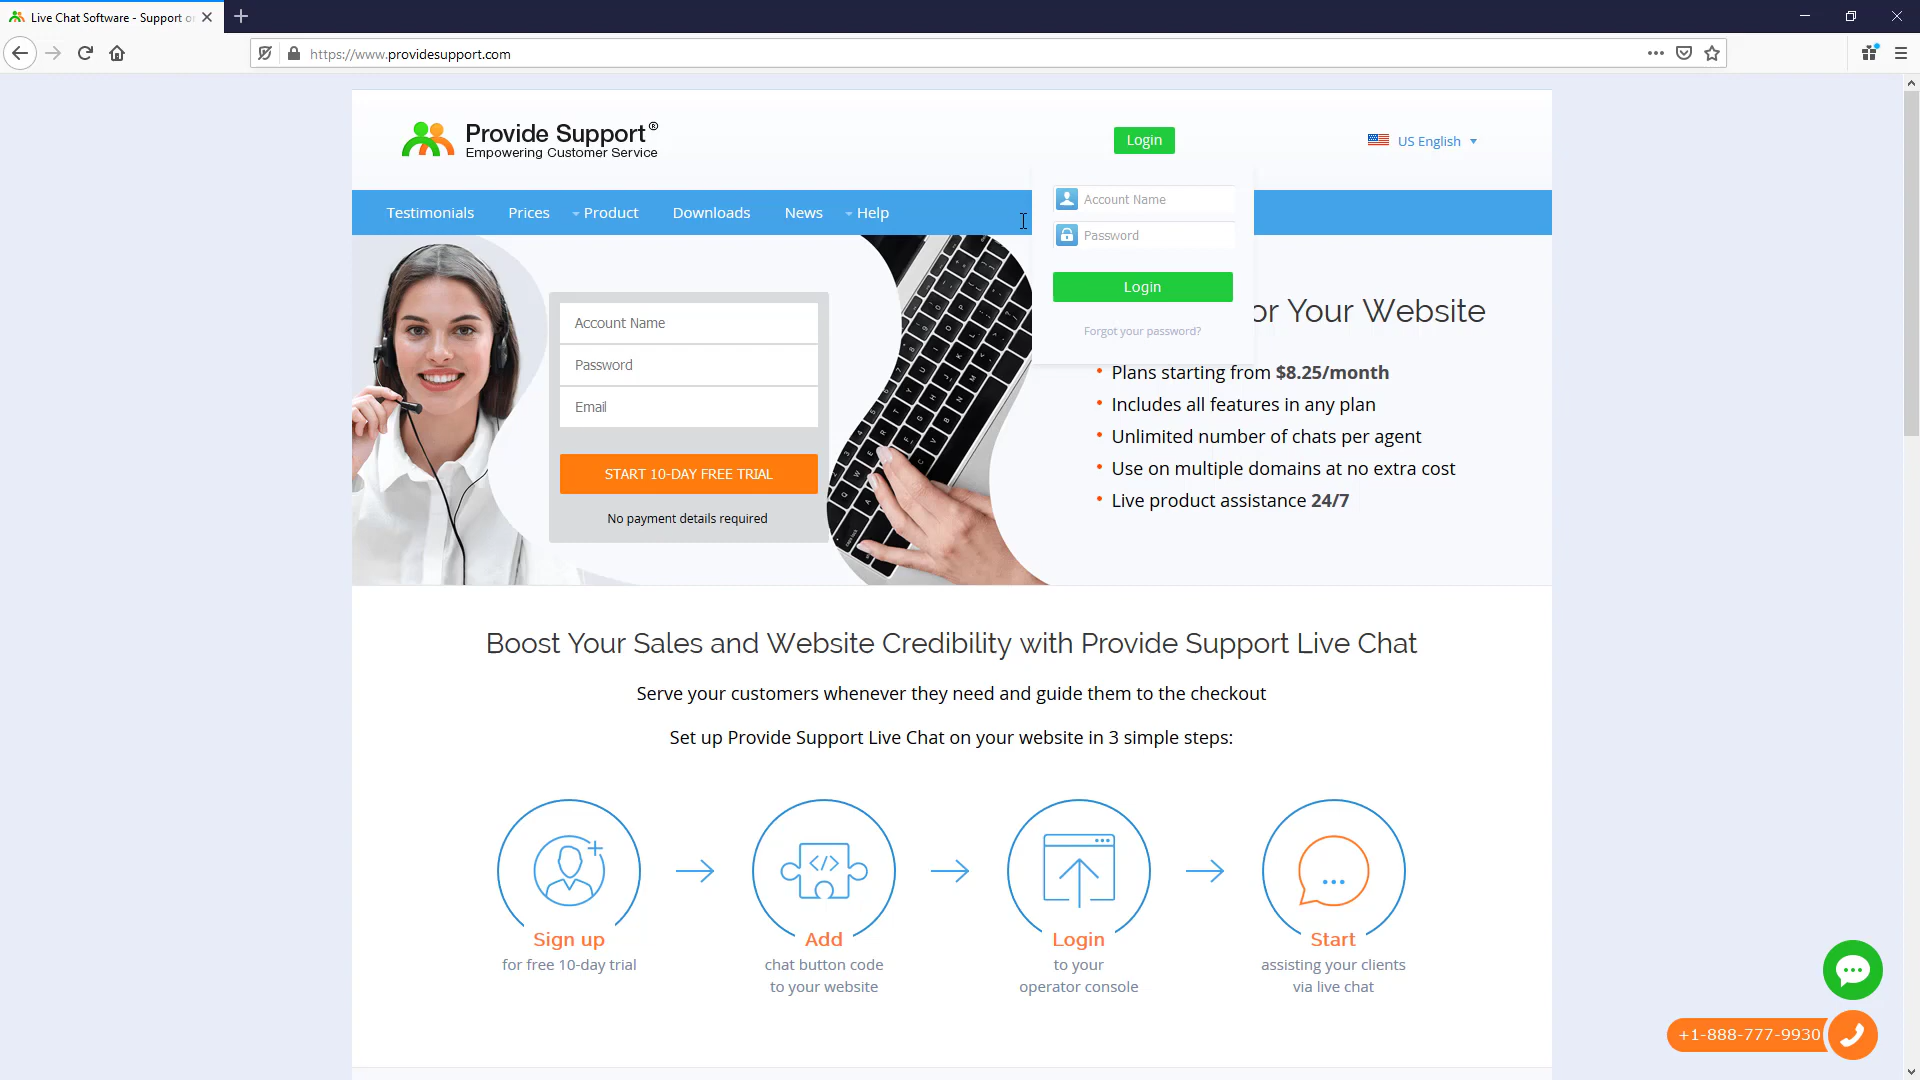 Live Chat Software - Support o
https://www.providesupport.com
Provide Support®
Empowering Customer Service
Login
US English
Testimonials
Prices
Product
Downloads
News
Help
Account Name
Password
Login
Forgot your password?
Account Name
Password
Email
START 10-DAY FREE TRIAL
No payment details required
or Your Website
Plans starting from $8.25/month
Includes all features in any plan
Unlimited number of chats per agent
Use on multiple domains at no extra cost
Live product assistance 24/7
Boost Your Sales and Website Credibility with Provide Support Live Chat
Serve your customers whenever they need and guide them to the checkout
Set up Provide Support Live Chat on your website in 3 simple steps:
Sign up
for free 10-day trial
Add
chat button code
to your website
Login
to your
operator console
Start
assisting your clients
via live chat
+1-888-777-9930